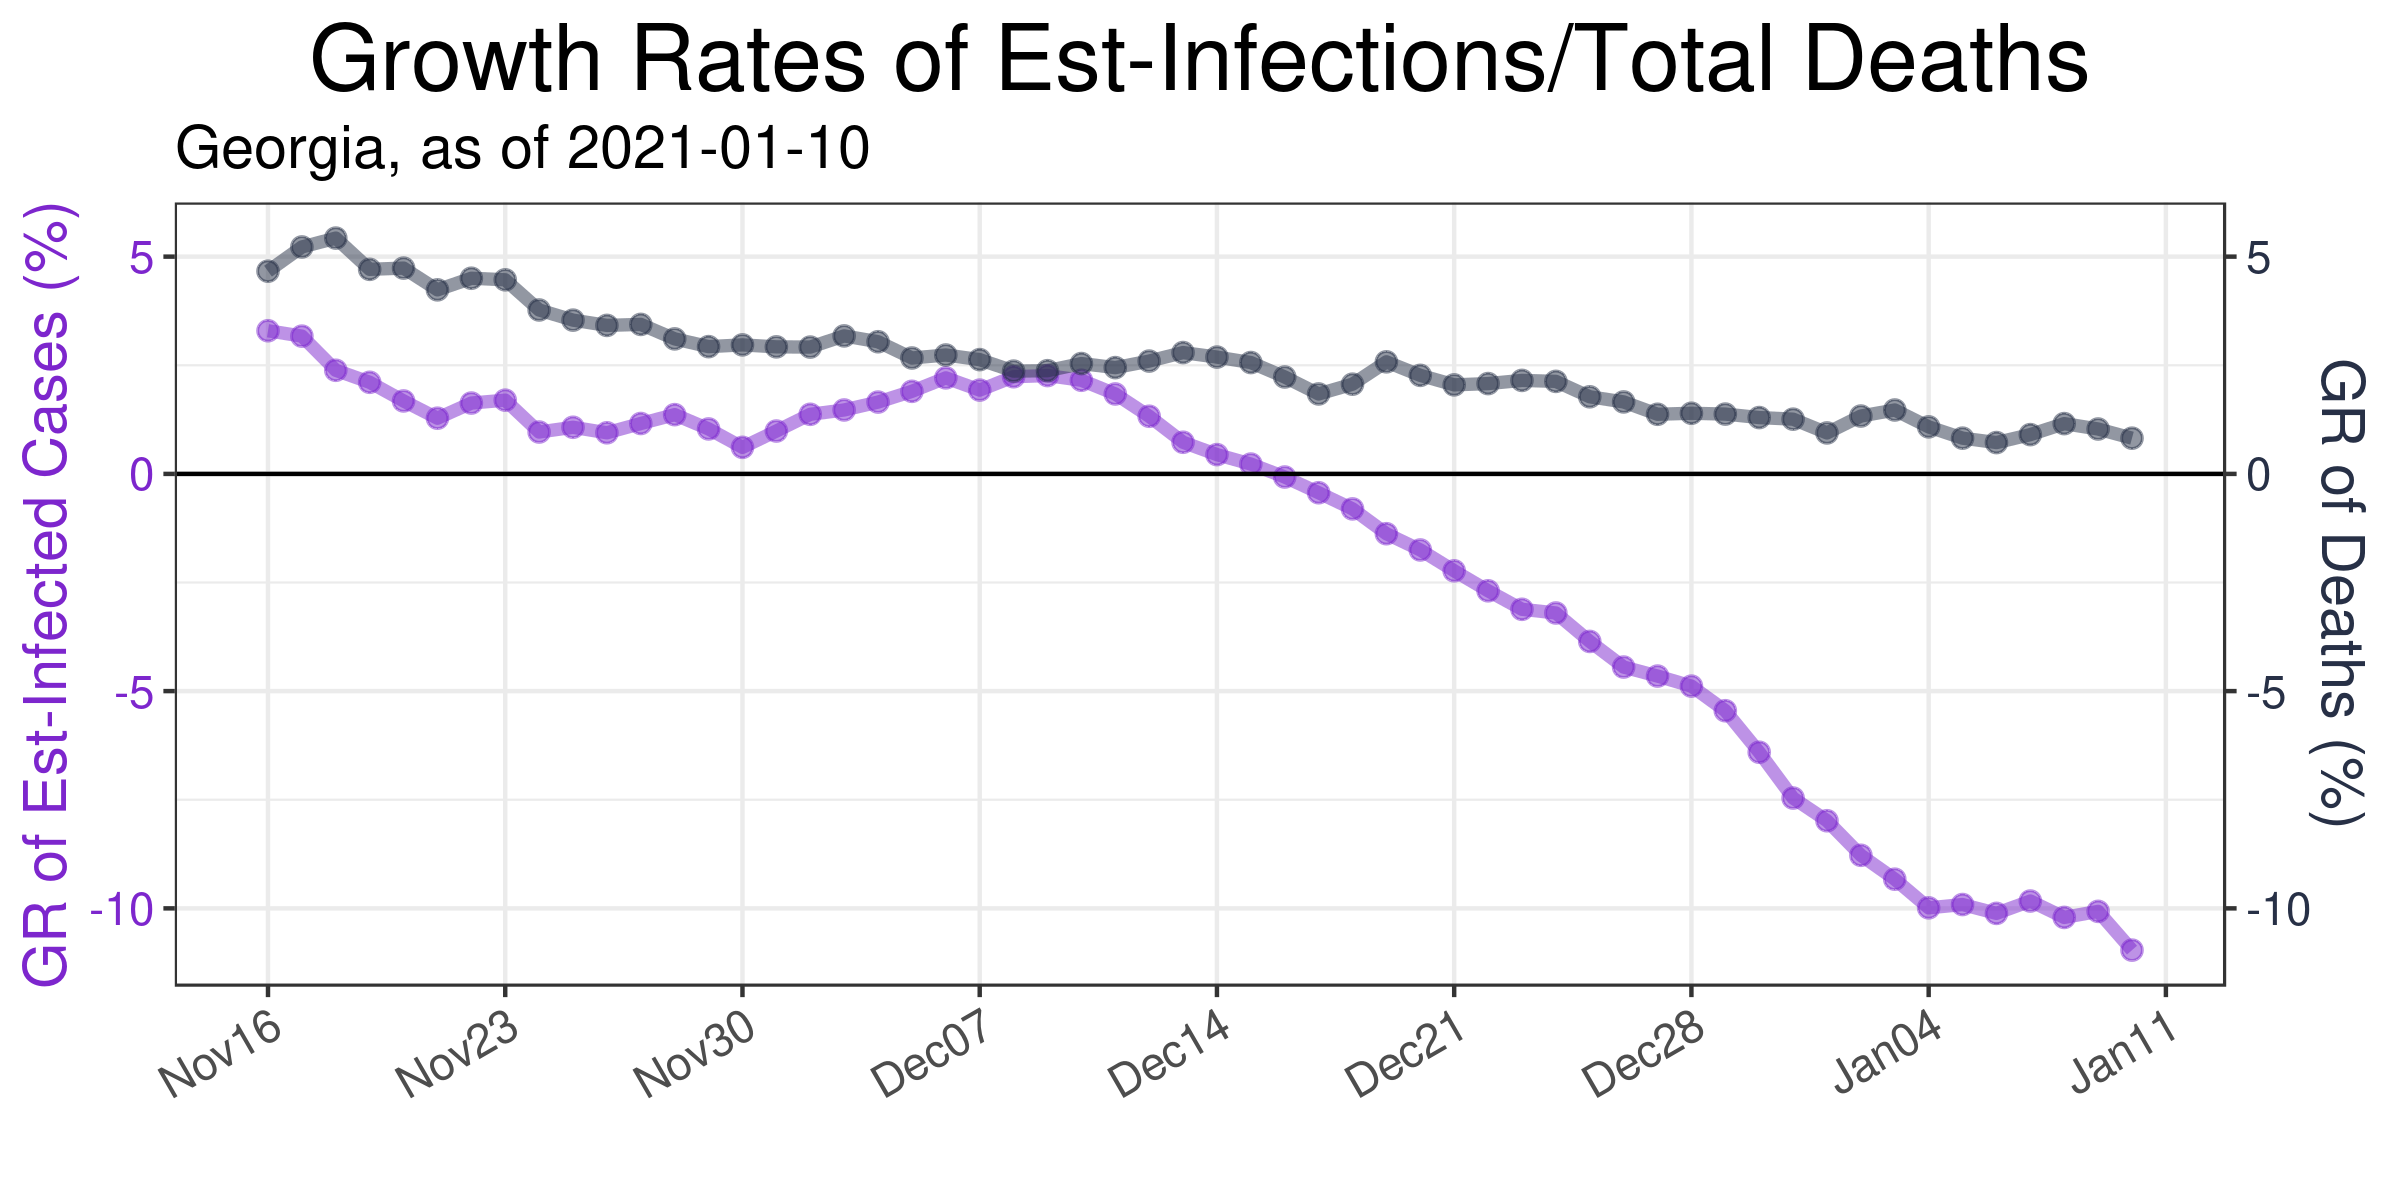 Growth Rates of Est-Infections/Total Deaths
Georgia, as of 2021-01-10
GR of Est-Infected Cases (%)
5
0
-5
-10
5
0
-5
-10
GR of Deaths (%)
Nov16
Nov23
Nov30
Dec07
Dec14
Dec21
Dec28
Jan04
Jan11